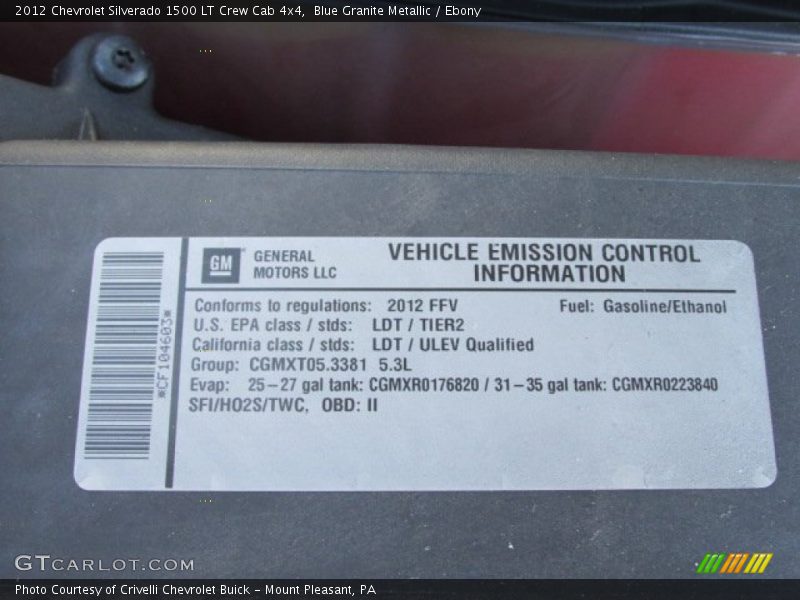 2012 Chevrolet Silverado 1500 LT Crew Cab 4x4,  Blue Granite Metallic / Ebony
GM
GENERAL
MOTORS LLC
VEHICLE EMISSION CONTROL
INFORMATION
*CF104603*
Conforms to regulations:  2012 FFV
Fuel:  Gasoline/Ethanol
U.S. EPA class / stds:  LDT / TIER2
California class / stds:  LDT / ULEV Qualified
Group:  CGMXT05.3381  5.3L
Evap:  25-27 gal tank: CGMXR0176820 / 31-35 gal tank: CGMXR0223840
SFI/HO2S/TWC,  OBD: II
GTCARLOT.COM
Photo Courtesy of Crivelli Chevrolet Buick - Mount Pleasant, PA